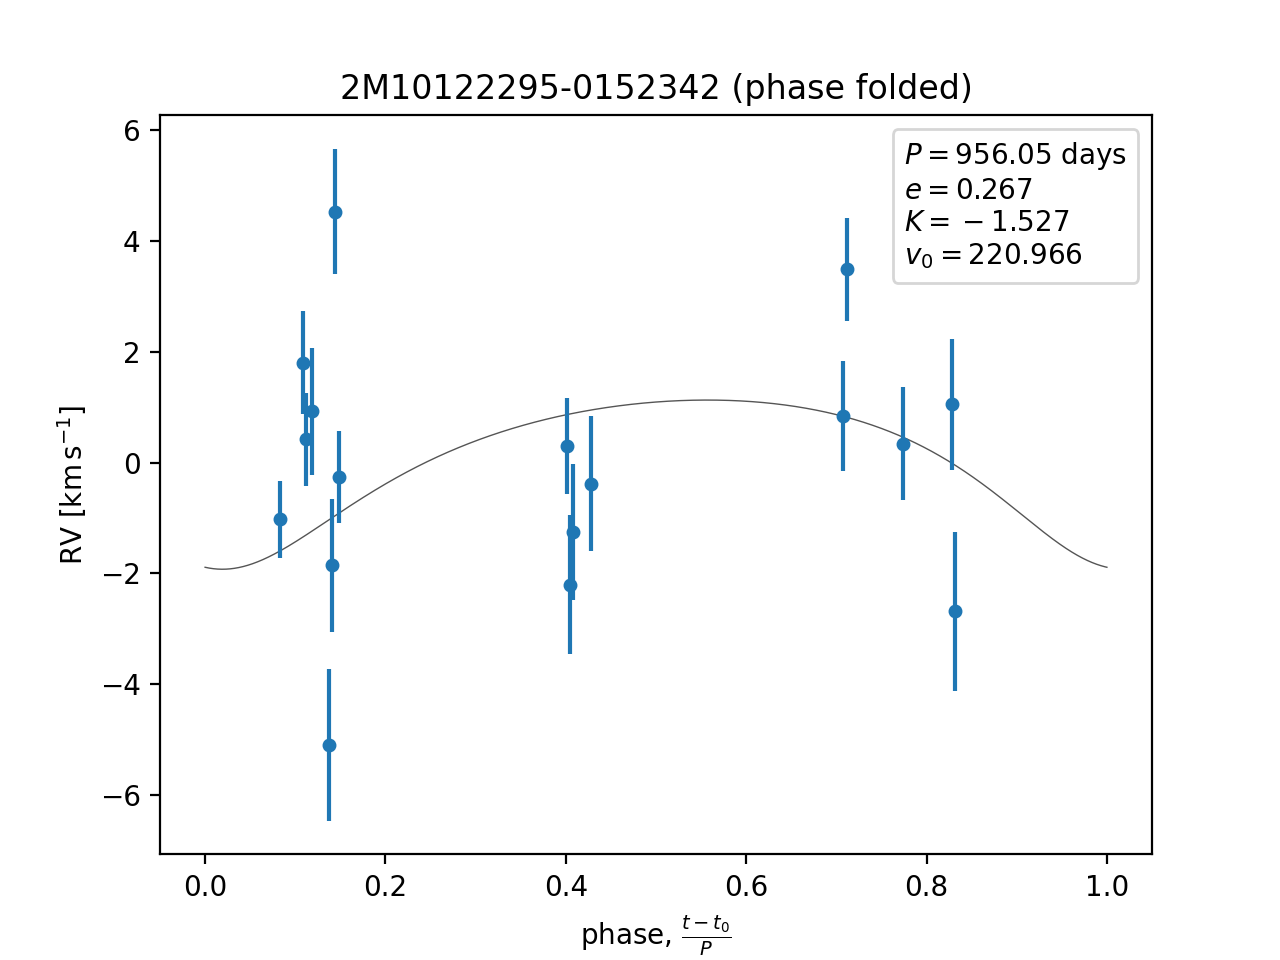 2M10122295-0152342 (phase folded)
P = 956.05 days
e = 0.267
K = −1.527
v₀ = 220.966
RV [km s⁻¹]
6
4
2
0
−2
−4
−6
0.0 0.2 0.4 0.6 0.8 1.0
phase, (t − t₀)/P